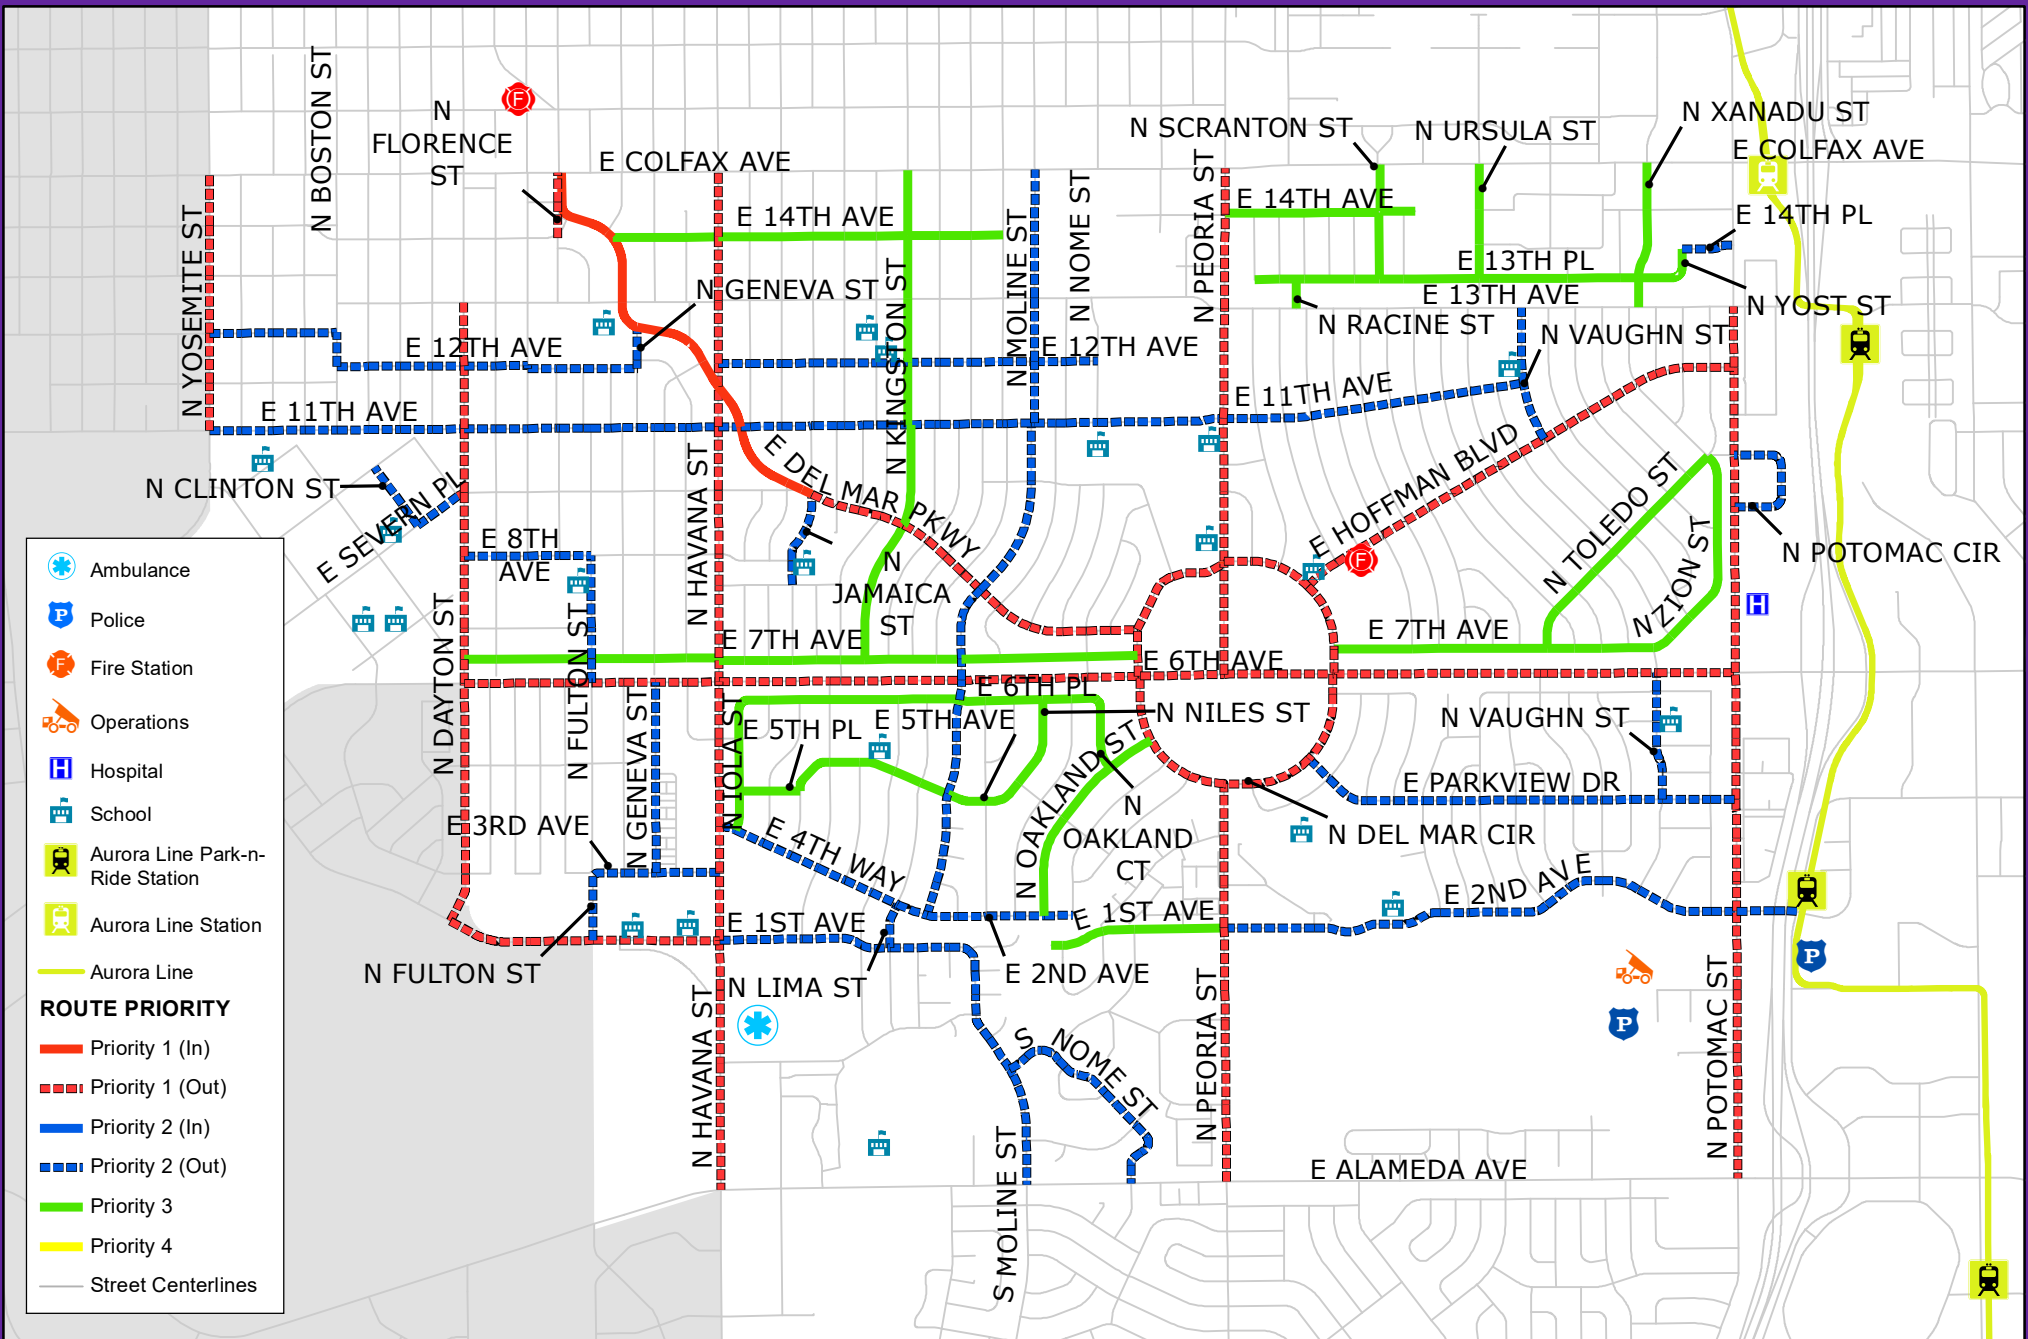 N BOSTON ST
N
FLORENCE
ST
E COLFAX AVE
N SCRANTON ST
N URSULA ST
N XANADU ST
E COLFAX AVE
N YOSEMITE ST
E 14TH AVE
N MOLINE ST
N NOME ST
N PEORIA ST
E 14TH AVE
E 14TH PL
N GENEVA ST
N KINGSTON ST
E 13TH PL
E 13TH AVE
N YOST ST
N RACINE ST
N VAUGHN ST
E 12TH AVE
E 12TH AVE
E 11TH AVE
E 11TH AVE
N CLINTON ST
E SEVERN PL
N HAVANA ST
E DEL MAR PKWY
E HOFFMAN BLVD
N TOLEDO ST
N ZION ST
N POTOMAC CIR
E 8TH
AVE
N
JAMAICA
ST
N DAYTON ST
N FULTON ST
E 7TH AVE
E 7TH AVE
E 6TH AVE
E 6TH PL
N GENEVA ST
N IOLA ST
E 5TH PL
E 5TH AVE
N NILES ST
N VAUGHN ST
N OAKLAND ST
N
OAKLAND
CT
E PARKVIEW DR
N DEL MAR CIR
E 3RD AVE
E 4TH WAY
E 2ND AVE
E 1ST AVE
E 1ST AVE
N FULTON ST
N LIMA ST
E 2ND AVE
N HAVANA ST
N PEORIA ST
N POTOMAC ST
S NOME ST
S MOLINE ST
E ALAMEDA AVE
Ambulance
Police
Fire Station
Operations
Hospital
School
Aurora Line Park-n-
Ride Station
Aurora Line Station
Aurora Line
ROUTE PRIORITY
Priority 1 (In)
Priority 1 (Out)
Priority 2 (In)
Priority 2 (Out)
Priority 3
Priority 4
Street Centerlines